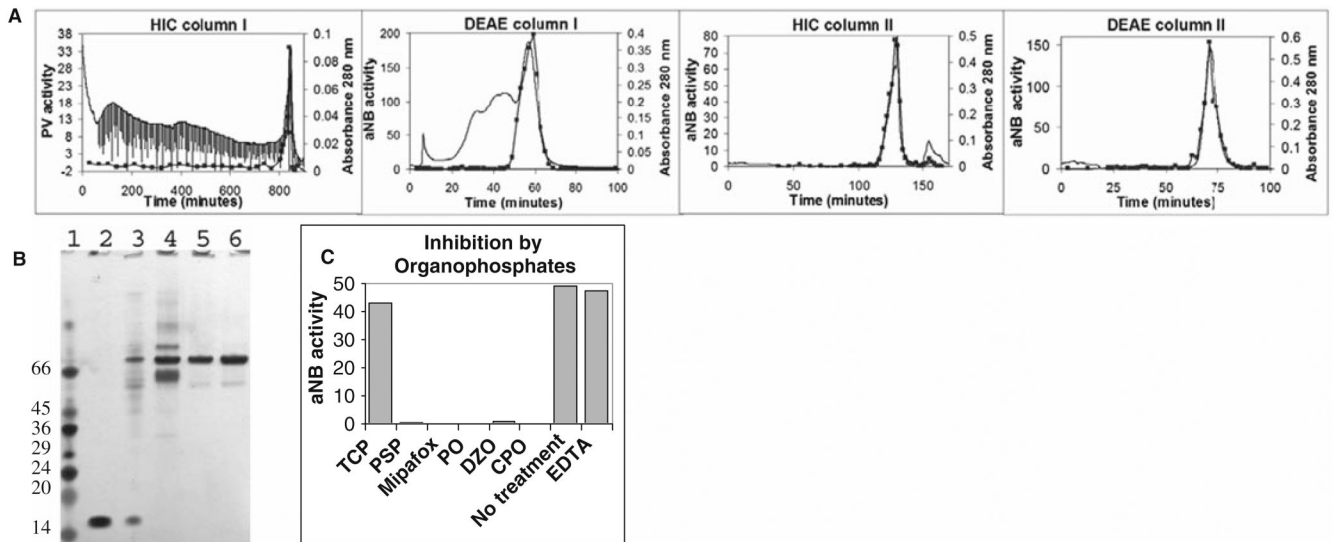 A
HIC column I
38
33
28
23
18
13
8
3
-2
PV activity
0.1
0.08
0.06
0.04
0.02
0
Absorbance 280 nm
0 200 400 600 800
Time (minutes)
DEAE column I
200
150
100
50
0
aNB activity
0.4
0.35
0.3
0.25
0.2
0.15
0.1
0.05
0
Absorbance 280 nm
0 20 40 60 80 100
Time (minutes)
HIC column II
80
70
60
50
40
30
20
10
0
aNB activity
0.5
0.4
0.3
0.2
0.1
0
Absorbance 280 nm
0 50 100 150
Time (minutes)
DEAE column II
150
100
50
0
aNB activity
0.6
0.5
0.4
0.3
0.2
0.1
0
Absorbance 280 nm
0 25 50 75 100
Time (minutes)
B
1 2 3 4 5 6
66
45
36
29
24
20
14
C
Inhibition by
Organophosphates
50
40
30
20
10
0
aNB activity
TCP
PSP
Mipafox
PO
DZO
CPO
No treatment
EDTA